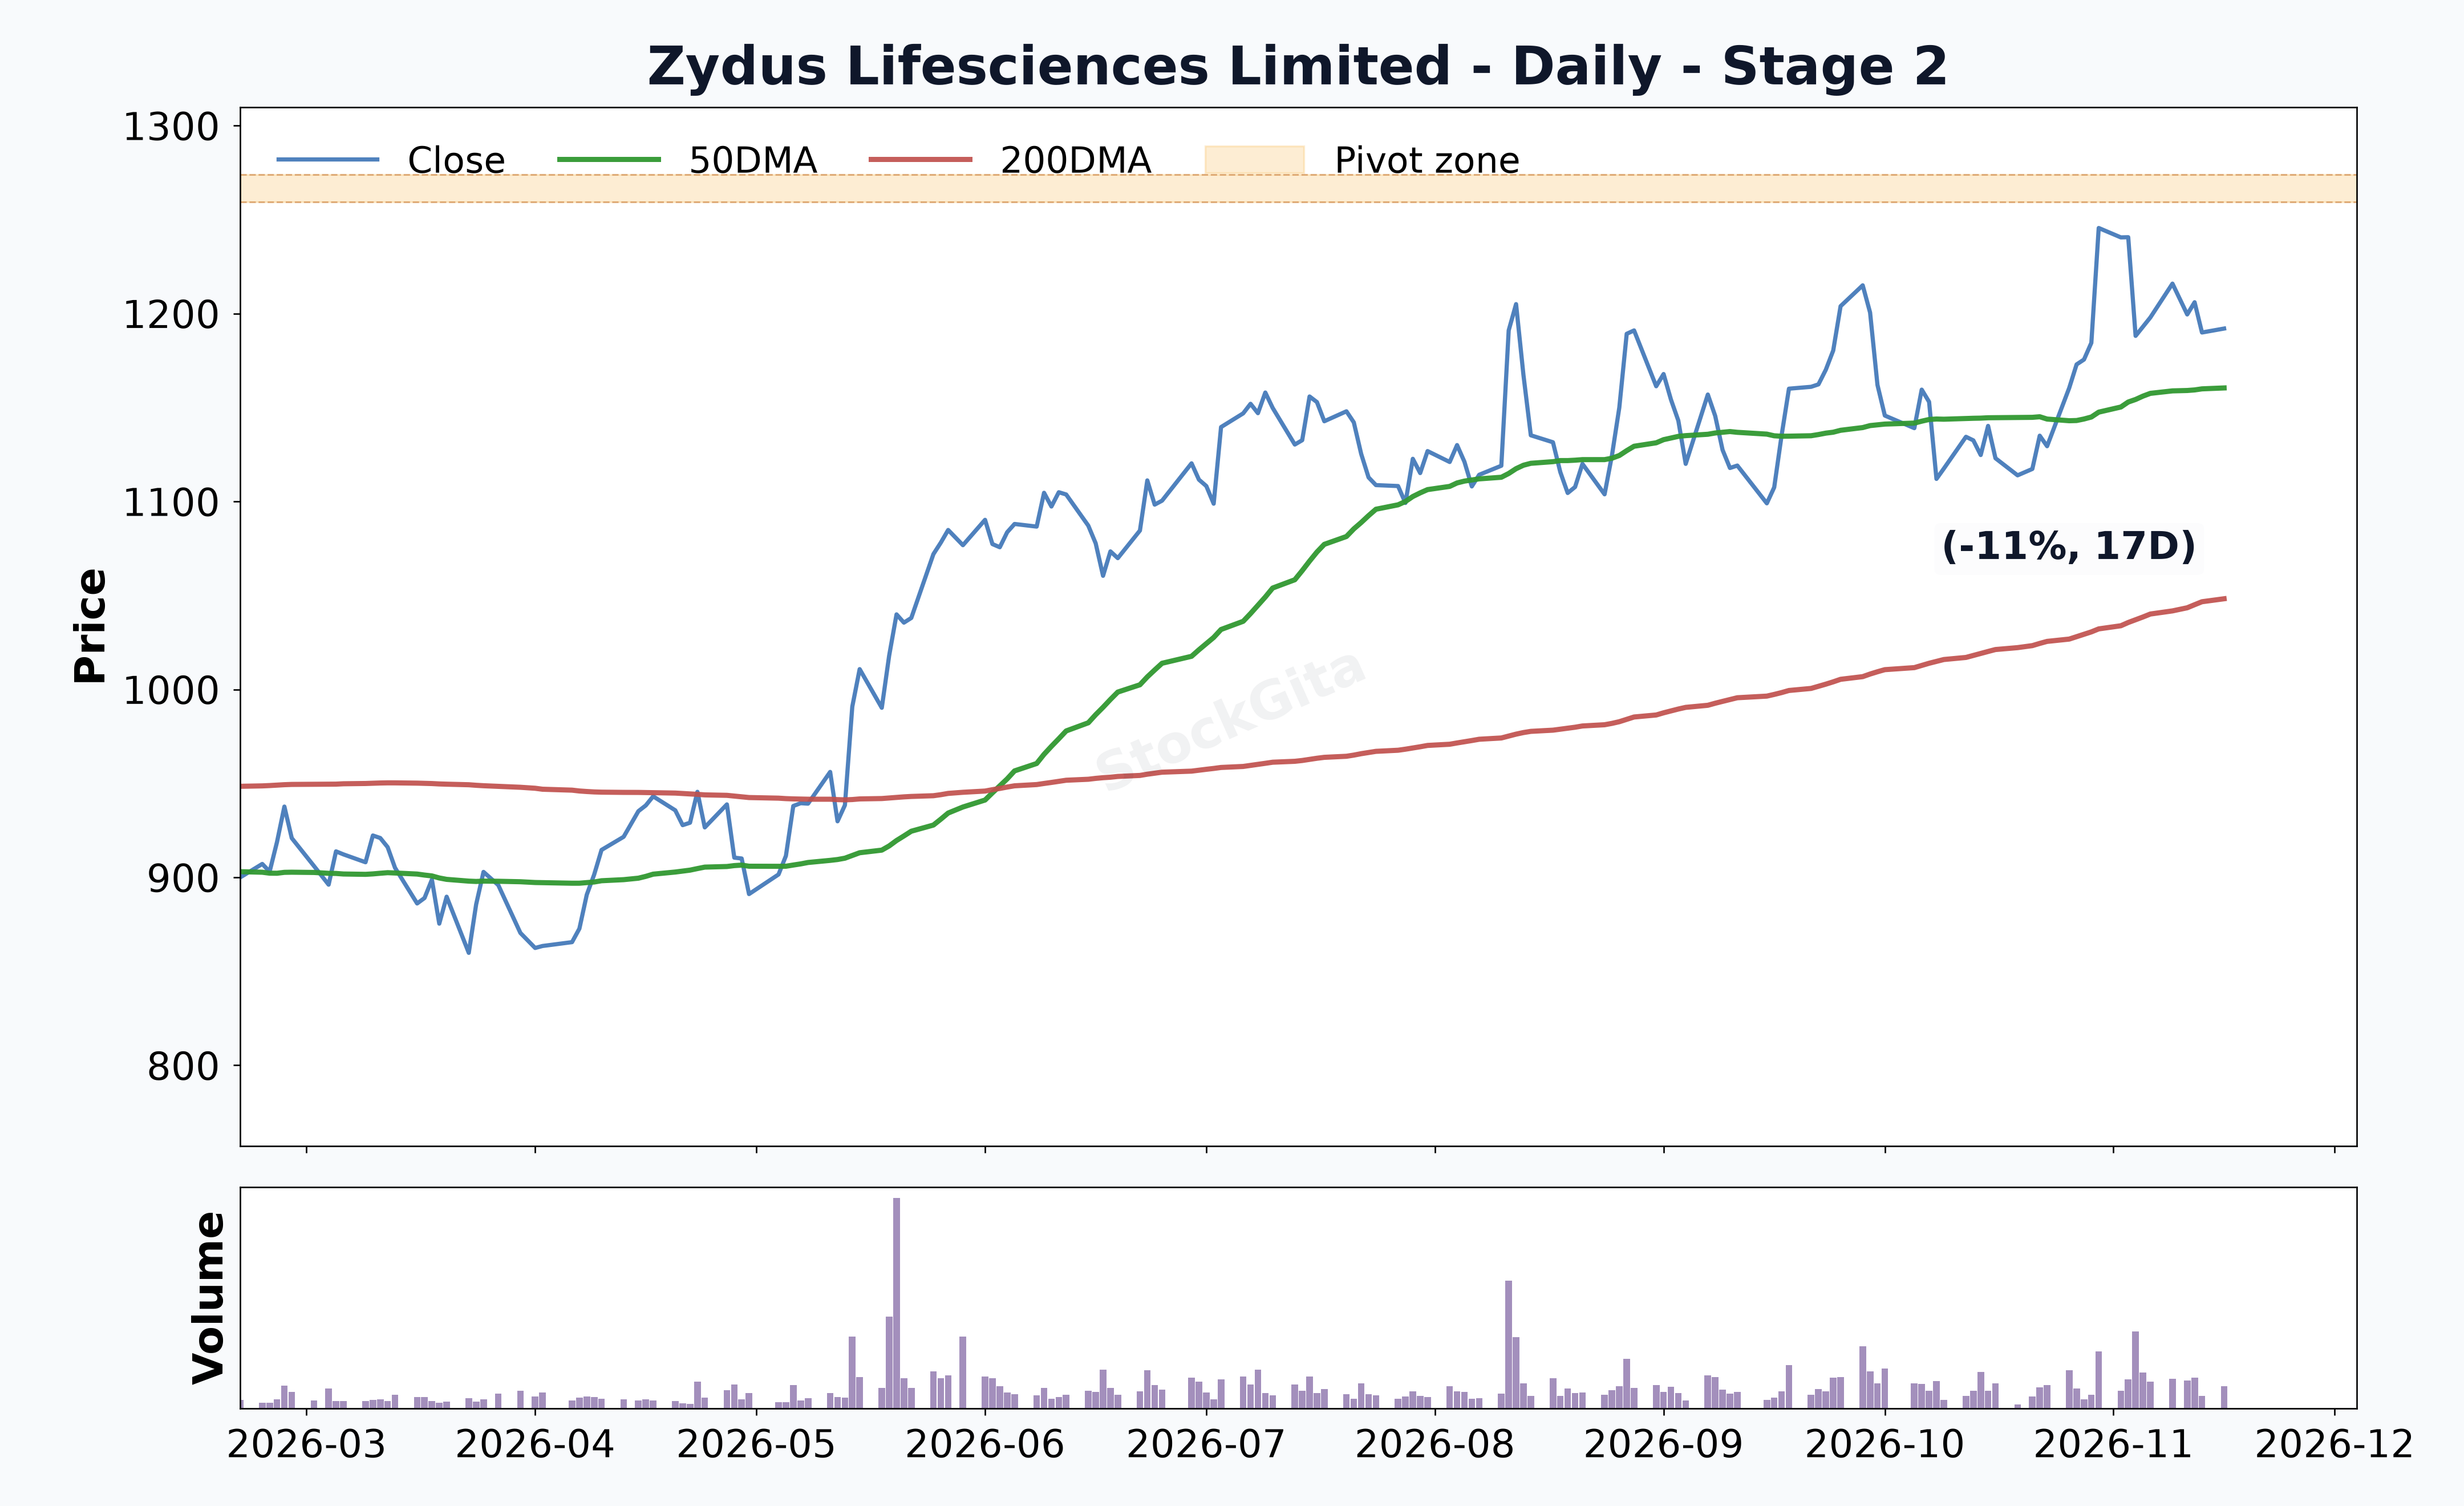 Zydus Lifesciences Limited - Daily - Stage 2
Close 50DMA 200DMA Pivot zone
1300
1200
1100
1000
900
800
Price
(-11%, 17D)
StockGita
Volume
2026-03 2026-04 2026-05 2026-06 2026-07 2026-08 2026-09 2026-10 2026-11 2026-12